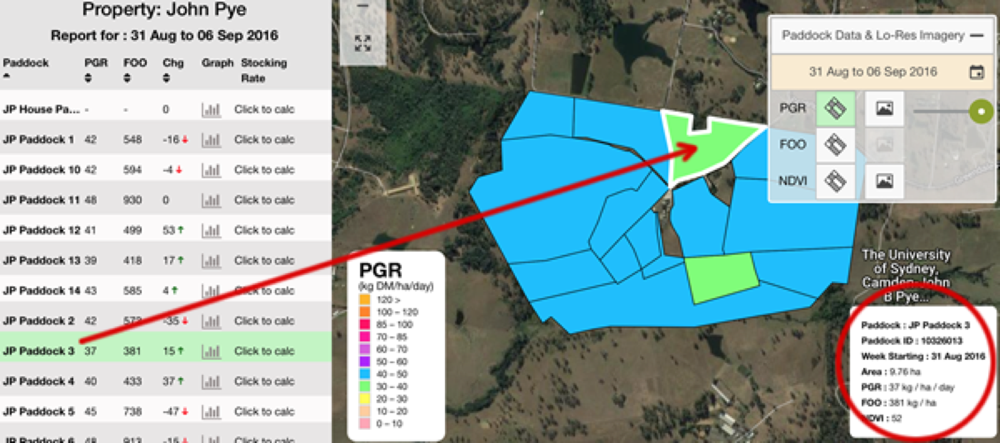 Property: John Pye
Report for : 31 Aug to 06 Sep 2016
Paddock PGR FOO Chg Graph Stocking Rate
JP House Pa... - - 0 Click to calc
JP Paddock 1 42 548 -16 Click to calc
JP Paddock 10 42 594 -4 Click to calc
JP Paddock 11 48 930 0 Click to calc
JP Paddock 12 41 499 53 Click to calc
JP Paddock 13 39 418 17 Click to calc
JP Paddock 14 43 585 4 Click to calc
JP Paddock 2 42 -35 Click to calc
JP Paddock 3 37 381 15 Click to calc
JP Paddock 4 40 433 37 Click to calc
JP Paddock 5 45 738 -47 Click to calc
JP Paddock 6 48 913 -15 Click to calc
PGR
(kg DM/ha/day)
120 >
100 – 120
85 – 100
70 – 85
60 – 70
50 – 60
40 – 50
30 – 40
20 – 30
10 – 20
0 – 10
Paddock Data & Lo-Res Imagery
31 Aug to 06 Sep 2016
PGR
FOO
NDVI
The University
of Sydney,
Camden-John
B Pye...
Paddock : JP Paddock 3
Paddock ID : 10326013
Week Starting : 31 Aug 2016
Area : 9.76 ha
PGR : 37 kg / ha / day
FOO : 381 kg / ha
NDVI : 52